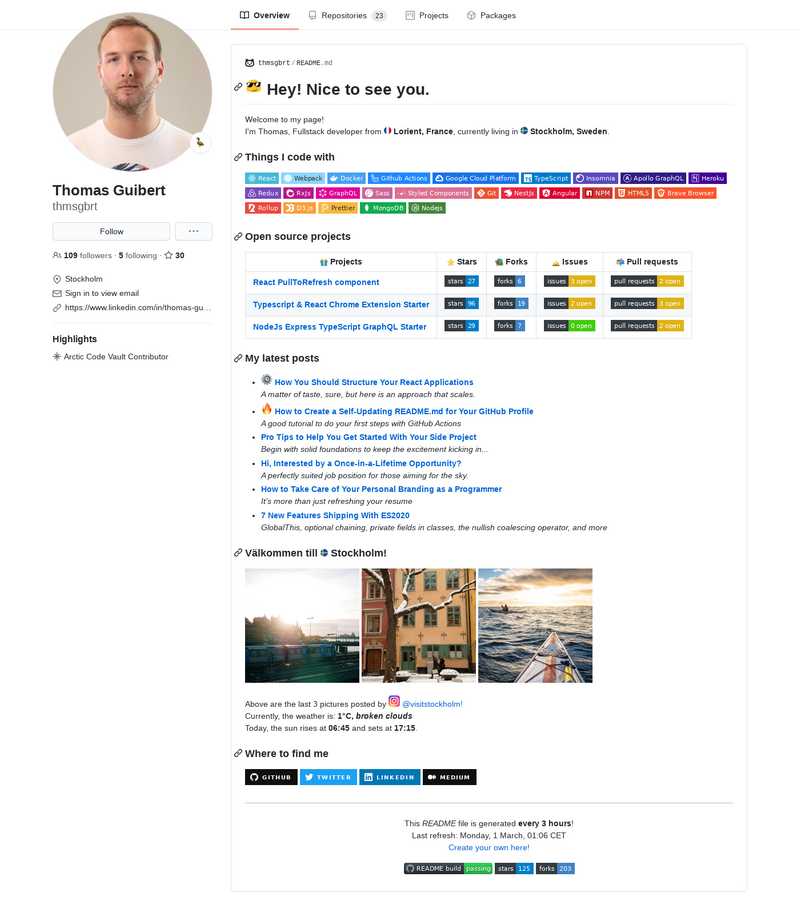 Overview
Repositories 23
Projects
Packages
Thomas Guibert
thmsgbrt
Follow
109 followers · 5 following · 30
Stockholm
Sign in to view email
https://www.linkedin.com/in/thomas-gu...
Highlights
Arctic Code Vault Contributor
thmsgbrt/README.md
Hey! Nice to see you.
Welcome to my page!
I'm Thomas, Fullstack developer from Lorient, France, currently living in Stockholm, Sweden.
Things I code with
React Webpack Docker Github Actions Google Cloud Platform TypeScript Insomnia Apollo GraphQL Heroku
Redux RxJs GraphQL Sass Styled Components Git NestJs Angular NPM HTML5 Brave Browser
Rollup D3.js Prettier MongoDB Nodejs
Open source projects
Projects Stars Forks Issues Pull requests
React PullToRefresh component stars 27 forks 6 issues 3 open pull requests 2 open
Typescript & React Chrome Extension Starter stars 96 forks 19 issues 2 open pull requests 3 open
NodeJs Express TypeScript GraphQL Starter stars 29 forks 7 issues 0 open pull requests 2 open
My latest posts
How You Should Structure Your React Applications
A matter of taste, sure, but here is an approach that scales.
How to Create a Self-Updating README.md for Your GitHub Profile
A good tutorial to do your first steps with GitHub Actions
Pro Tips to Help You Get Started With Your Side Project
Begin with solid foundations to keep the excitement kicking in...
Hi, Interested by a Once-in-a-Lifetime Opportunity?
A perfectly suited job position for those aiming for the sky.
How to Take Care of Your Personal Branding as a Programmer
It's more than just refreshing your resume
7 New Features Shipping With ES2020
GlobalThis, optional chaining, private fields in classes, the nullish coalescing operator, and more
Välkommen till Stockholm!
Above are the last 3 pictures posted by @visitstockholm!
Currently, the weather is: 1°C, broken clouds
Today, the sun rises at 06:45 and sets at 17:15.
Where to find me
GITHUB TWITTER LINKEDIN MEDIUM
This README file is generated every 3 hours!
Last refresh: Monday, 1 March, 01:06 CET
Create your own here!
README build passing stars 125 forks 203